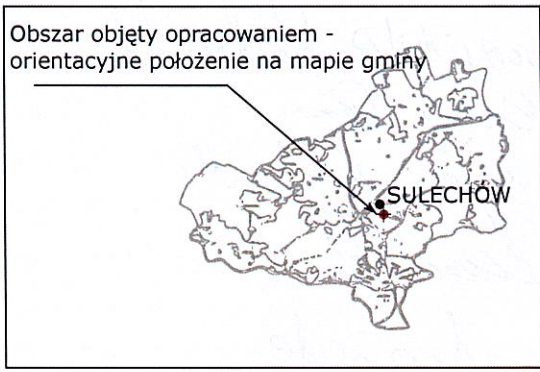 Obszar objęty opracowaniem -
orientacyjne położenie na mapie gminy
SULECHÓW